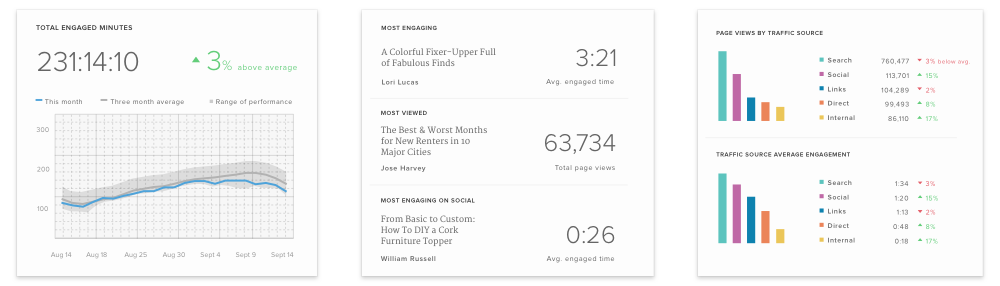 TOTAL ENGAGED MINUTES
231:14:10
3% above average
This month
Three month average
Range of performance
300
200
100
Aug 14 Aug 18 Aug 25 Aug 30 Sept 4 Sept 9 Sept 14
MOST ENGAGING
A Colorful Fixer-Upper Full
of Fabulous Finds
Lori Lucas
3:21
Avg. engaged time
MOST VIEWED
The Best & Worst Months
for New Renters in 10
Major Cities
Jose Harvey
63,734
Total page views
MOST ENGAGING ON SOCIAL
From Basic to Custom:
How To DIY a Cork
Furniture Topper
William Russell
0:26
Avg. engaged time
PAGE VIEWS BY TRAFFIC SOURCE
Search 760,477 3% below avg.
Social 113,701 15%
Links 104,289 2%
Direct 99,493 8%
Internal 86,110 17%
TRAFFIC SOURCE AVERAGE ENGAGEMENT
Search 1:34 3%
Social 1:20 15%
Links 1:13 2%
Direct 0:48 8%
Internal 0:18 17%